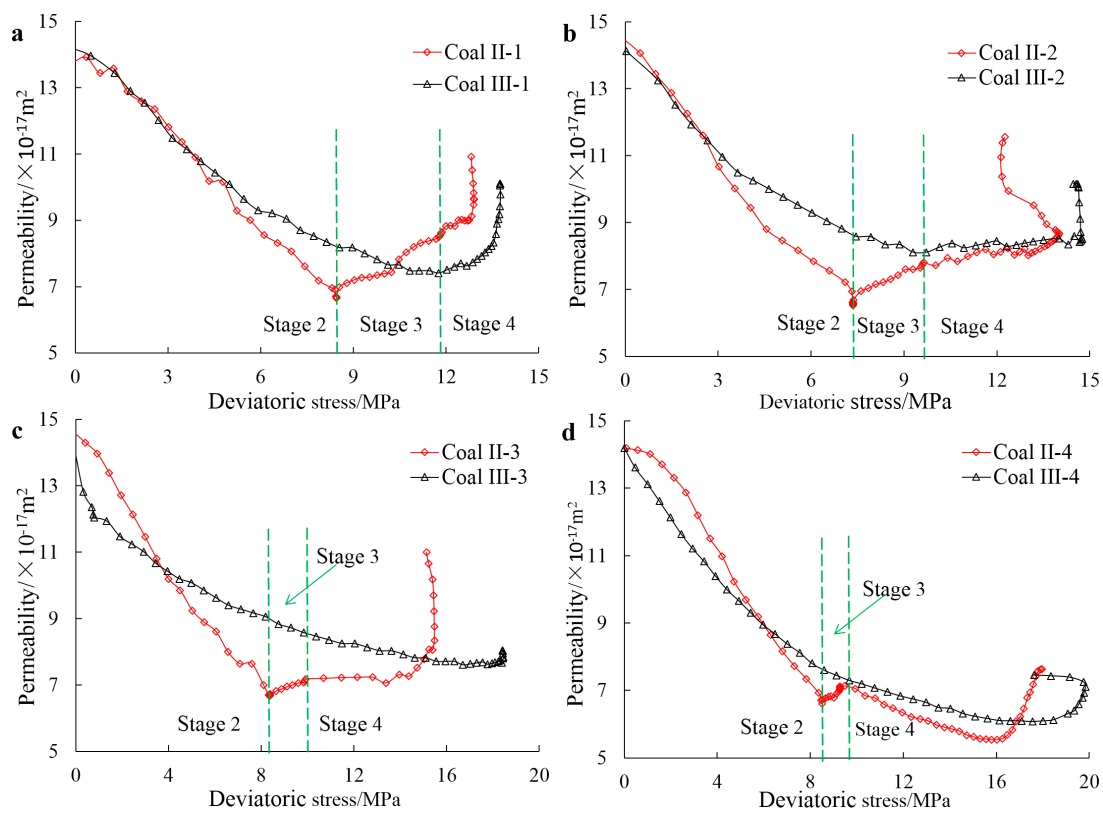 a
Coal II-1
Coal III-1
15
13
11
9
7
5
Permeability/×10⁻¹⁷m²
Stage 2
Stage 3
Stage 4
0 3 6 9 12 15
Deviatoric stress/MPa
b
Coal II-2
Coal III-2
15
13
11
9
7
5
Permeability/×10⁻¹⁷m²
Stage 2
Stage 3
Stage 4
0 3 6 9 12 15
Deviatoric stress/MPa
c
Coal II-3
Coal III-3
15
13
11
9
7
5
Permeability/×10⁻¹⁷m²
Stage 3
Stage 2
Stage 4
0 4 8 12 16 20
Deviatoric stress/MPa
d
Coal II-4
Coal III-4
15
13
11
9
7
5
Permeability/×10⁻¹⁷m²
Stage 3
Stage 2
Stage 4
0 4 8 12 16 20
Deviatoric stress/MPa